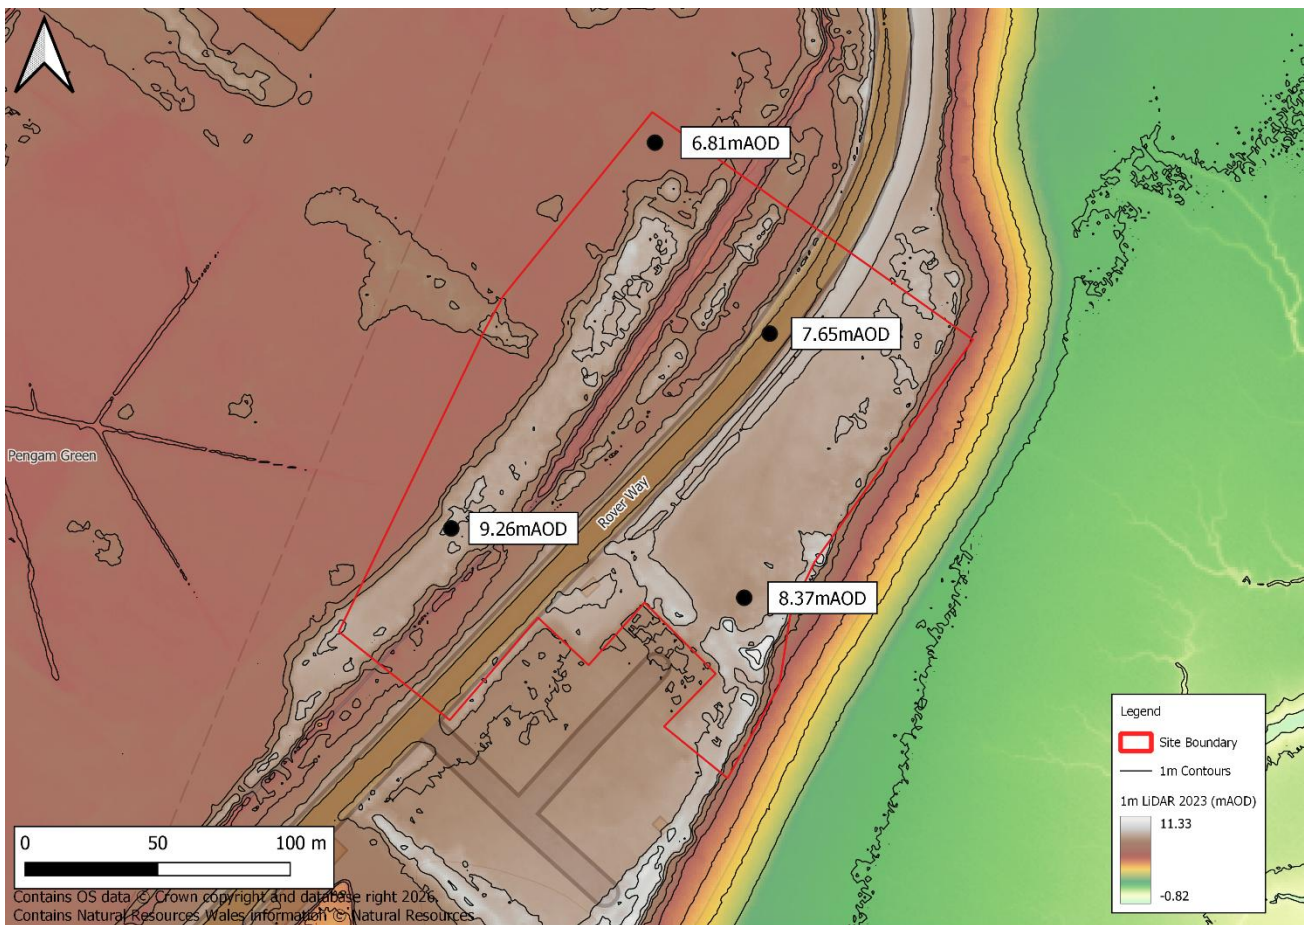 6.81mAOD
7.65mAOD
Pengam Green
Rover Way
9.26mAOD
8.37mAOD
Legend
Site Boundary
1m Contours
1m LiDAR 2023 (mAOD)
11.33
-0.82
0 50 100 m
Contains OS data © Crown copyright and database right 2026.
Contains Natural Resources Wales information © Natural Resources